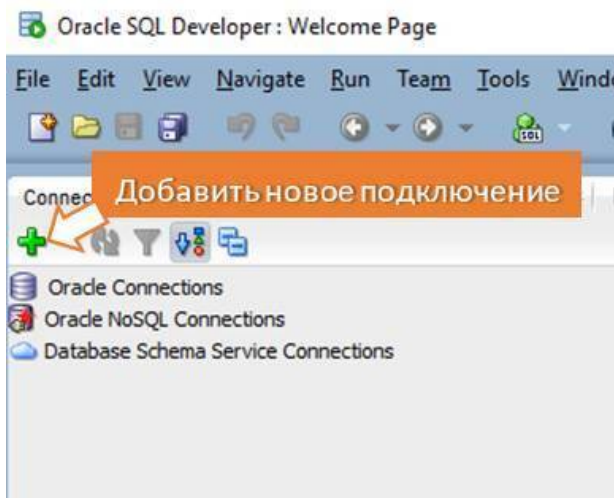 Oracle SQL Developer : Welcome Page
File Edit View Navigate Run Team Tools
SQL
Добавить новое подключение
Oracle Connections
Oracle NoSQL Connections
Database Schema Service Connections